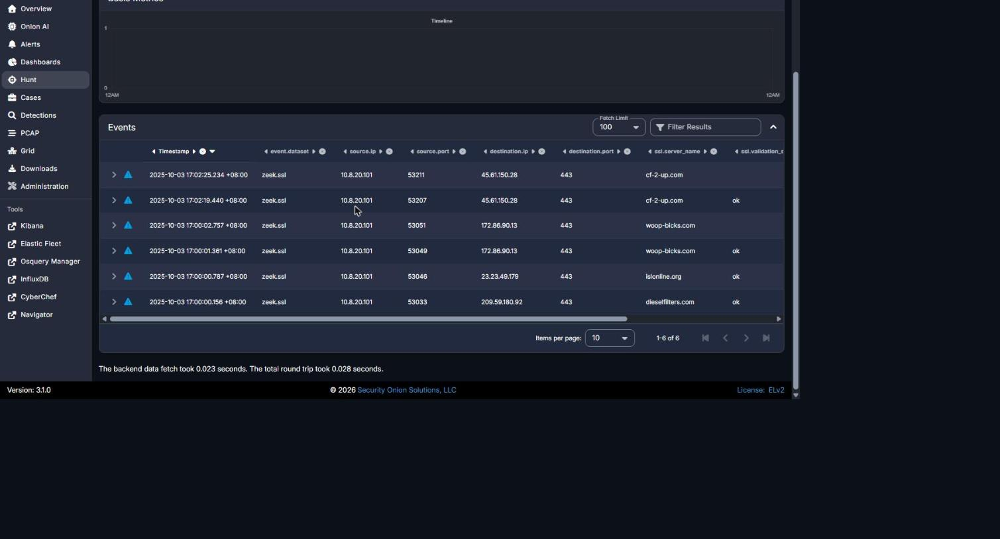 Overview
Onion AI
Alerts
Dashboards
Hunt
Cases
Detections
PCAP
Grid
Downloads
Administration
Tools
Kibana
Elastic Fleet
Osquery Manager
InfluxDB
CyberChef
Navigator
Version: 3.1.0
Basic Metrics
Timeline
1
0
12AM 12AM
Events Fetch Limit 100 Filter Results
Timestamp event.dataset source.ip source.port destination.ip destination.port ssl.server_name ssl.validation_s
2025-10-03 17:02:25.234 +08:00 zeek.ssl 10.8.20.101 53211 45.61.150.28 443 cf-2-up.com
2025-10-03 17:02:19.440 +08:00 zeek.ssl 10.8.20.101 53207 45.61.150.28 443 cf-2-up.com ok
2025-10-03 17:00:02.757 +08:00 zeek.ssl 10.8.20.101 53051 172.86.90.13 443 woop-bicks.com
2025-10-03 17:00:01.361 +08:00 zeek.ssl 10.8.20.101 53049 172.86.90.13 443 woop-bicks.com ok
2025-10-03 17:00:00.787 +08:00 zeek.ssl 10.8.20.101 53046 23.23.49.179 443 islonline.org ok
2025-10-03 17:00:00.156 +08:00 zeek.ssl 10.8.20.101 53033 209.59.180.92 443 dieselfilters.com ok
Items per page: 10 1-6 of 6
The backend data fetch took 0.023 seconds. The total round trip took 0.028 seconds.
© 2026 Security Onion Solutions, LLC
License: ELv2